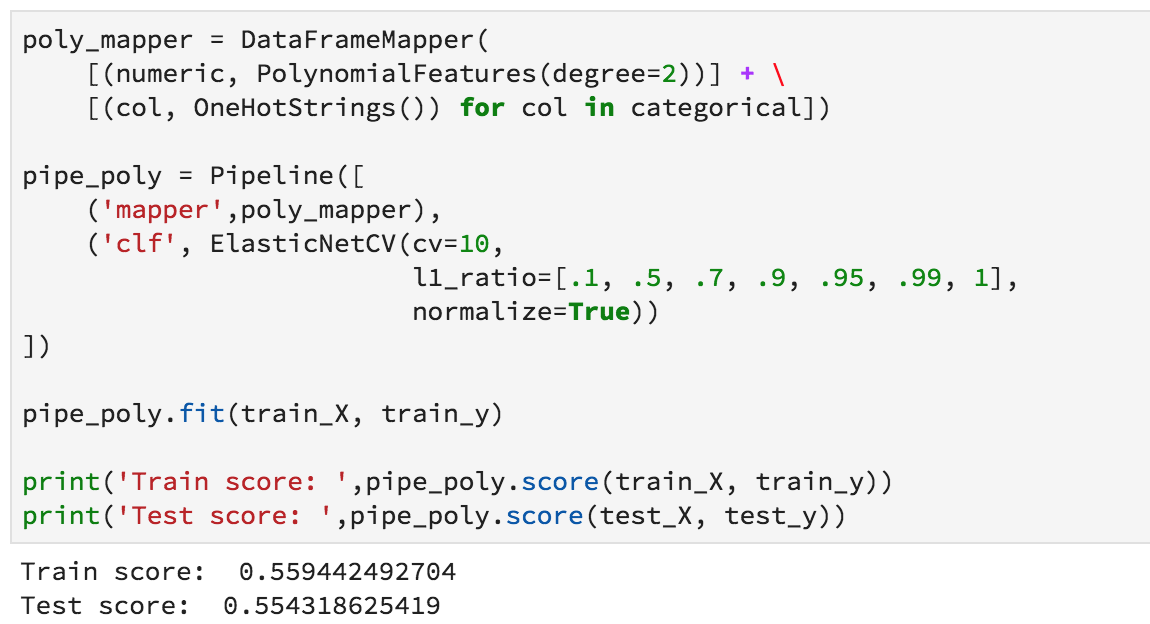 poly_mapper = DataFrameMapper(
    [(numeric, PolynomialFeatures(degree=2))] + \
    [(col, OneHotStrings()) for col in categorical])

pipe_poly = Pipeline([
    ('mapper',poly_mapper),
    ('clf', ElasticNetCV(cv=10,
                         l1_ratio=[.1, .5, .7, .9, .95, .99, 1],
                         normalize=True))
])

pipe_poly.fit(train_X, train_y)

print('Train score: ',pipe_poly.score(train_X, train_y))
print('Test score: ',pipe_poly.score(test_X, test_y))
Train score:  0.559442492704
Test score:  0.554318625419